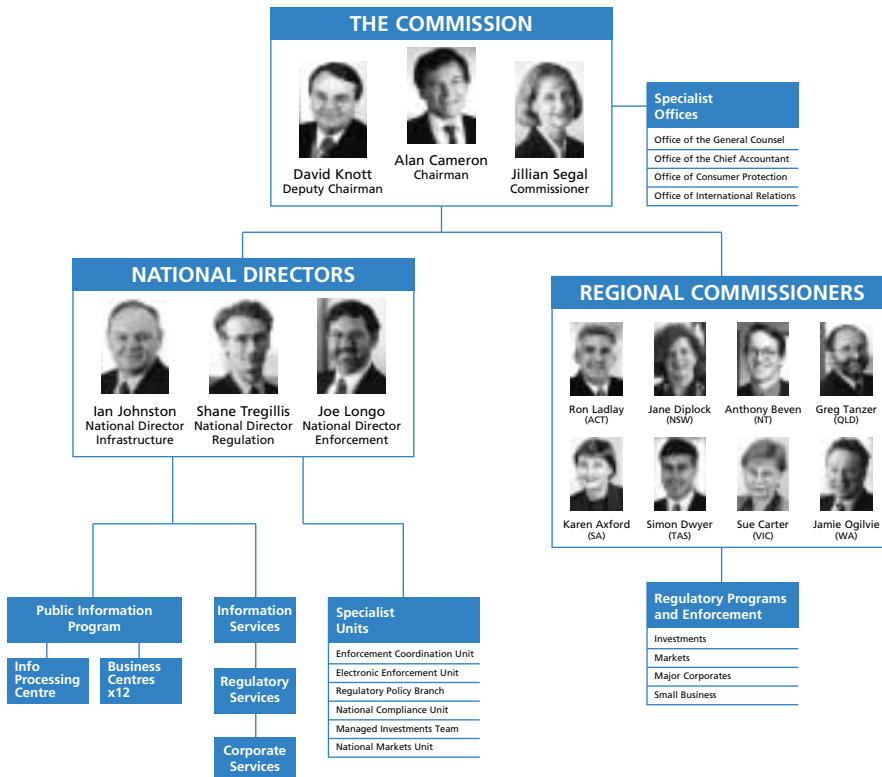 THE COMMISSION
David Knott
Deputy Chairman
Alan Cameron
Chairman
Jillian Segal
Commissioner
Specialist
Offices
Office of the General Counsel
Office of the Chief Accountant
Office of Consumer Protection
Office of International Relations
NATIONAL DIRECTORS
Ian Johnston
National Director
Infrastructure
Shane Tregillis
National Director
Regulation
Joe Longo
National Director
Enforcement
REGIONAL COMMISSIONERS
Ron Ladlay
(ACT)
Jane Diplock
(NSW)
Anthony Beven
(NT)
Greg Tanzer
(QLD)
Karen Axford
(SA)
Simon Dwyer
(TAS)
Sue Carter
(VIC)
Jamie Ogilvie
(WA)
Public Information
Program
Info
Processing
Centre
Business
Centres
x12
Information
Services
Regulatory
Services
Corporate
Services
Specialist
Units
Enforcement Coordination Unit
Electronic Enforcement Unit
Regulatory Policy Branch
National Compliance Unit
Managed Investments Team
National Markets Unit
Regulatory Programs
and Enforcement
Investments
Markets
Major Corporates
Small Business